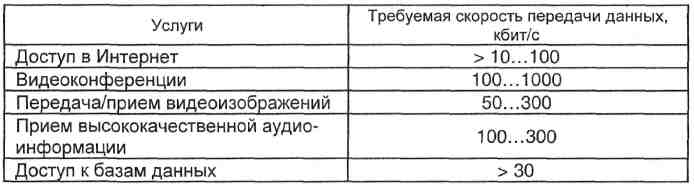 Услуги
Требуемая скорость передачи данных,
кбит/с
Доступ в Интернет
> 10...100
Видеоконференции
100...1000
Передача/прием видеоизображений
50...300
Прием высококачественной аудио-
информации
100...300
Доступ к базам данных
> 30